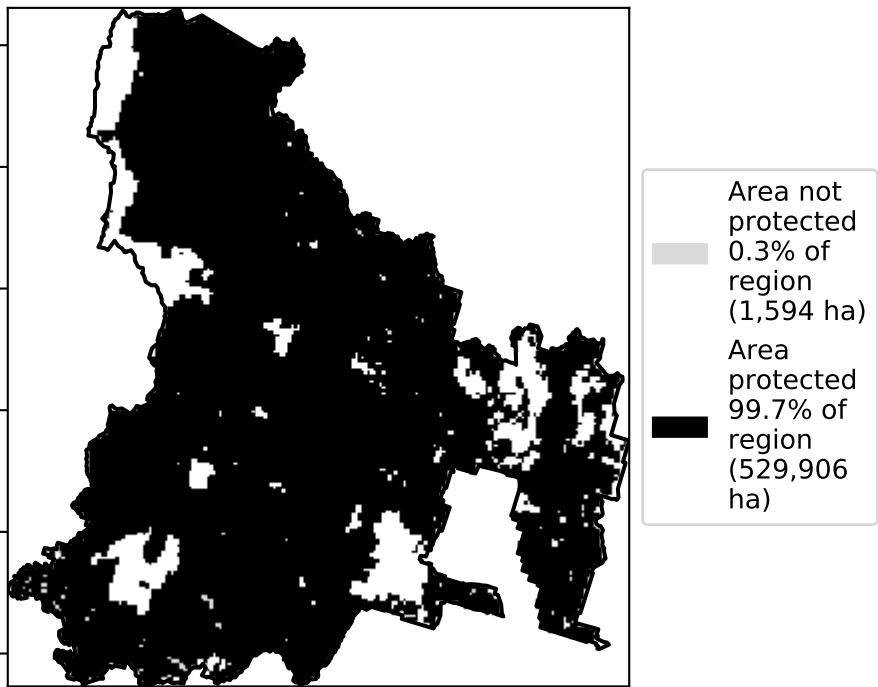 Area not
protected
0.3% of
region
(1,594 ha)
Area
protected
99.7% of
region
(529,906
ha)